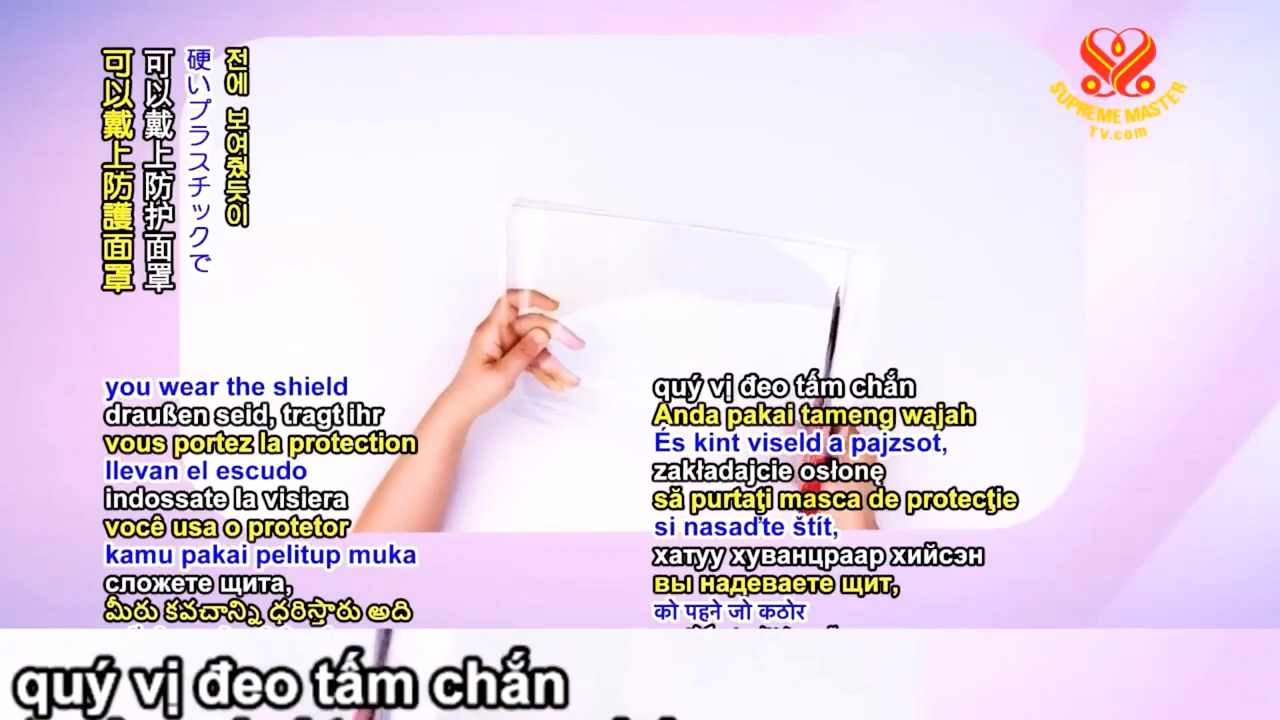 可以戴上防護面罩
可以戴上防护面罩
硬いプラスチックで
전에 보여줬듯이
SUPREME MASTER
TV.com
you wear the shield
draußen seid, tragt ihr
vous portez la protection
llevan el escudo
indossate la visiera
você usa o protetor
kamu pakai pelitup muka
сложете щита,
మీరు కవచాన్ని ధరిస్తారు అది
quý vị đeo tấm chắn
Anda pakai tameng wajah
És kint viseld a pajzsot,
zakładajcie osłonę
să purtaţi masca de protecţie
si nasaďte štít,
хатуу хуванцраар хийсэн
вы надеваете щит,
को पहने जो कठोर
quý vị đeo tấm chắn